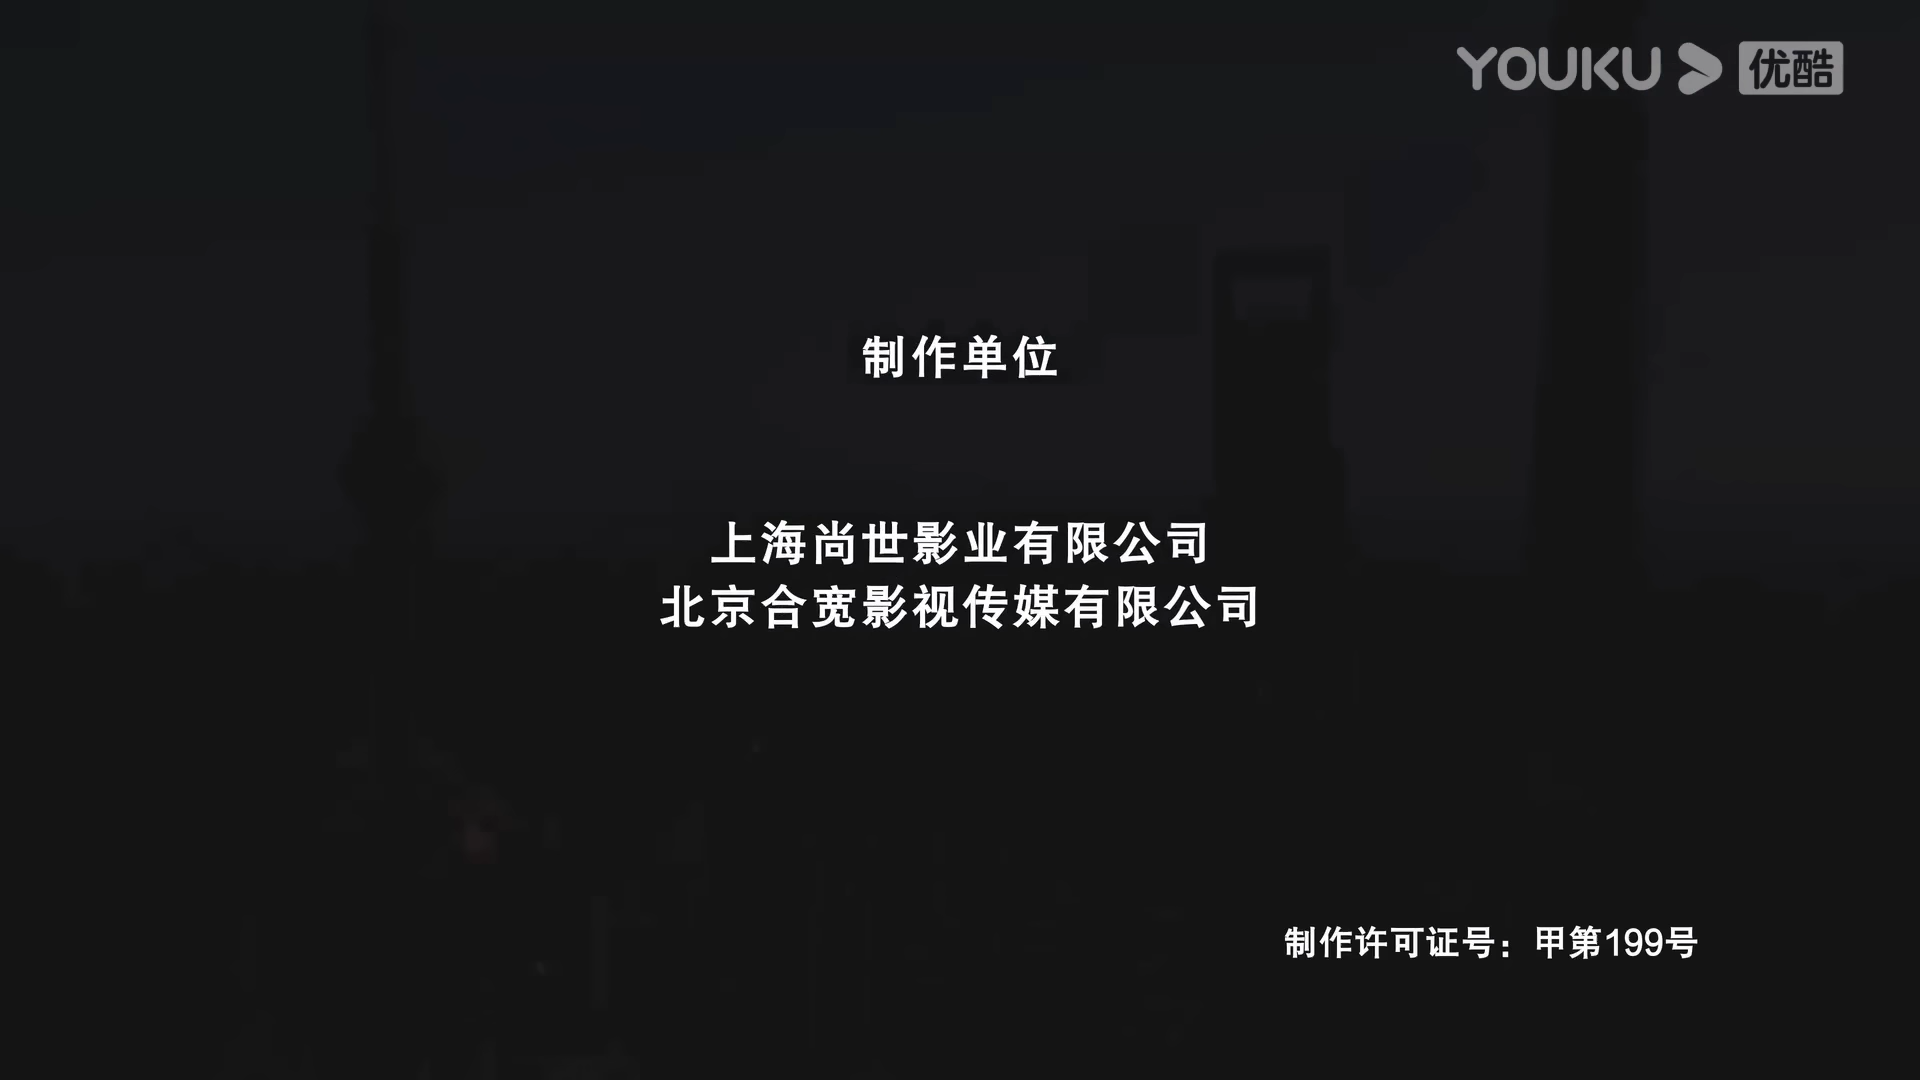 YOUKU 优酷
制作单位
上海尚世影业有限公司
北京合宽影视传媒有限公司
制作许可证号：甲第199号